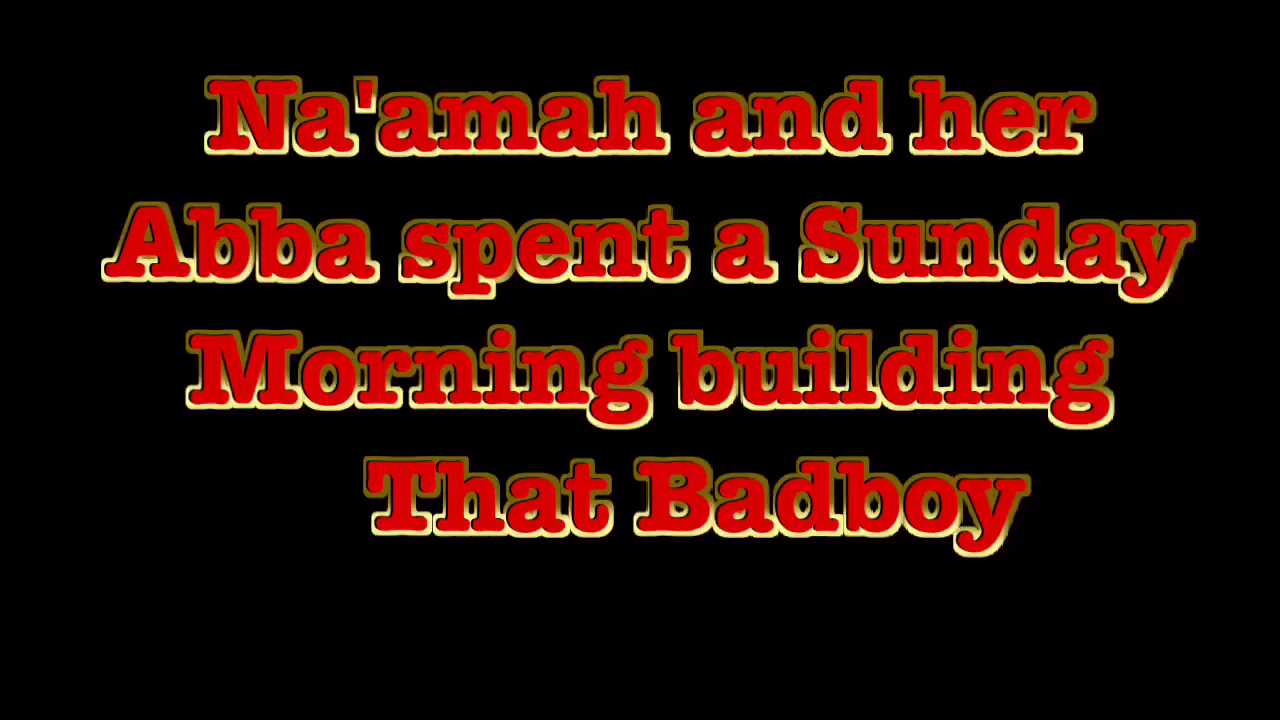 Na'amah and her
Abba spent a Sunday
Morning building
That Badboy